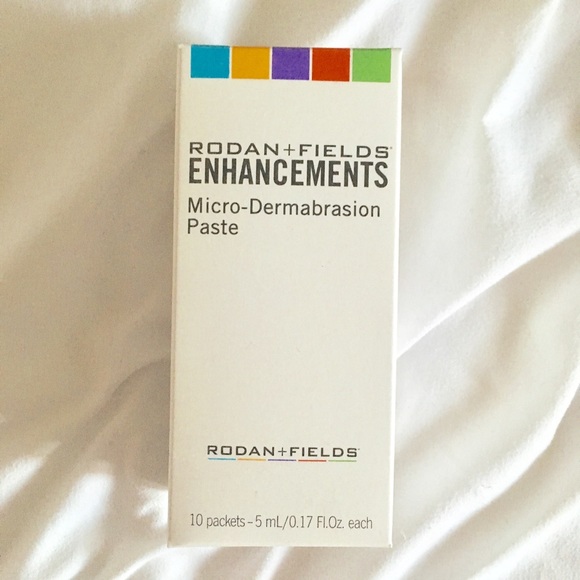 RODAN+FIELDS®
ENHANCEMENTS
Micro-Dermabrasion
Paste
RODAN+FIELDS®
10 packets – 5 mL/0.17 Fl.Oz. each